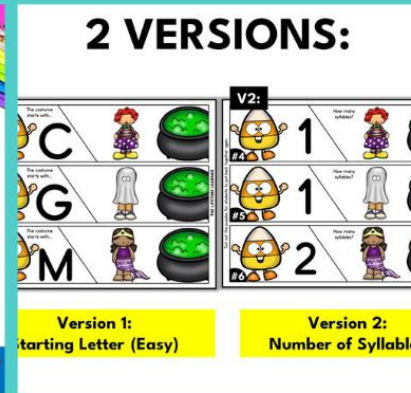 2 VERSIONS:
The costume
starts with...
C
The costume
starts with...
G
The costume
starts with...
M
V2:
#4
1
How many
syllables?
#5
1
How many
syllables?
#6
2
How many
syllables?
Version 1:
Starting Letter (Easy)
Version 2:
Number of Syllabl